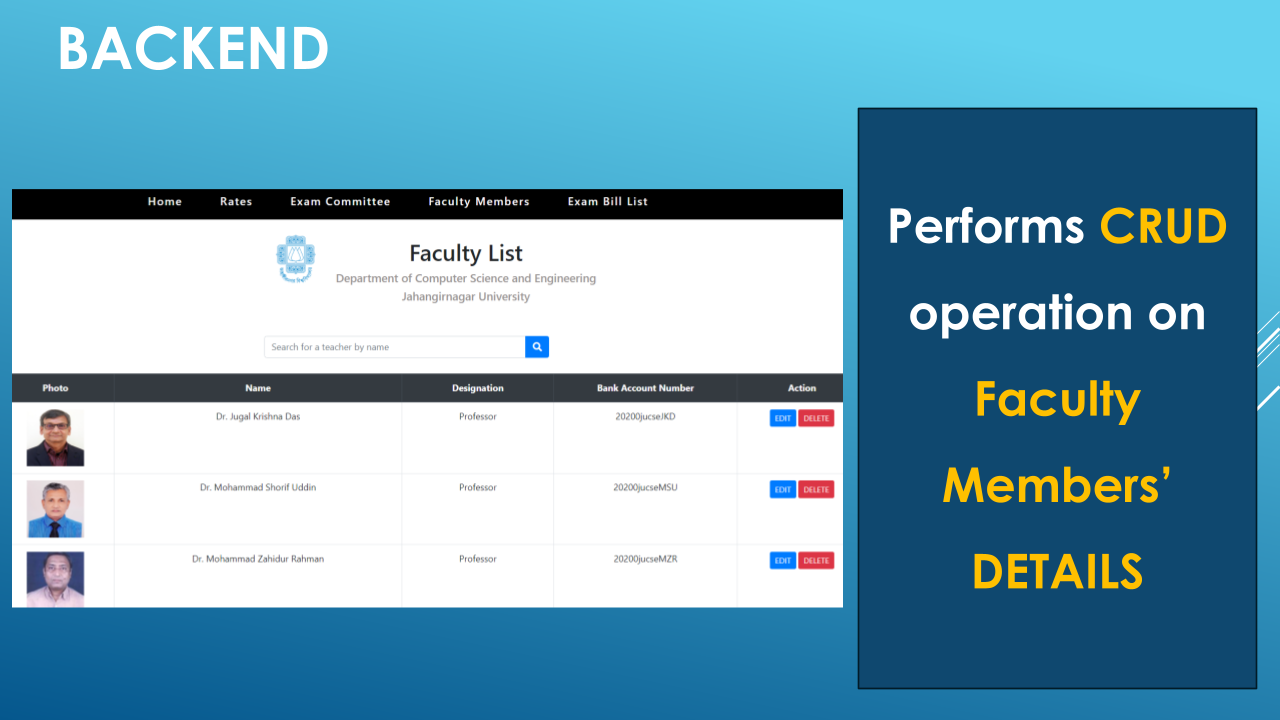 BACKEND
Home Rates Exam Committee Faculty Members Exam Bill List
Faculty List
Department of Computer Science and Engineering
Jahangirnagar University
Search for a teacher by name
Photo Name Designation Bank Account Number Action
Dr. Jugal Krishna Das Professor 20200jucseJKD EDIT DELETE
Dr. Mohammad Shorif Uddin Professor 20200jucseMSU EDIT DELETE
Dr. Mohammad Zahidur Rahman Professor 20200jucseMZR EDIT DELETE
Performs CRUD
operation on
Faculty
Members’
DETAILS